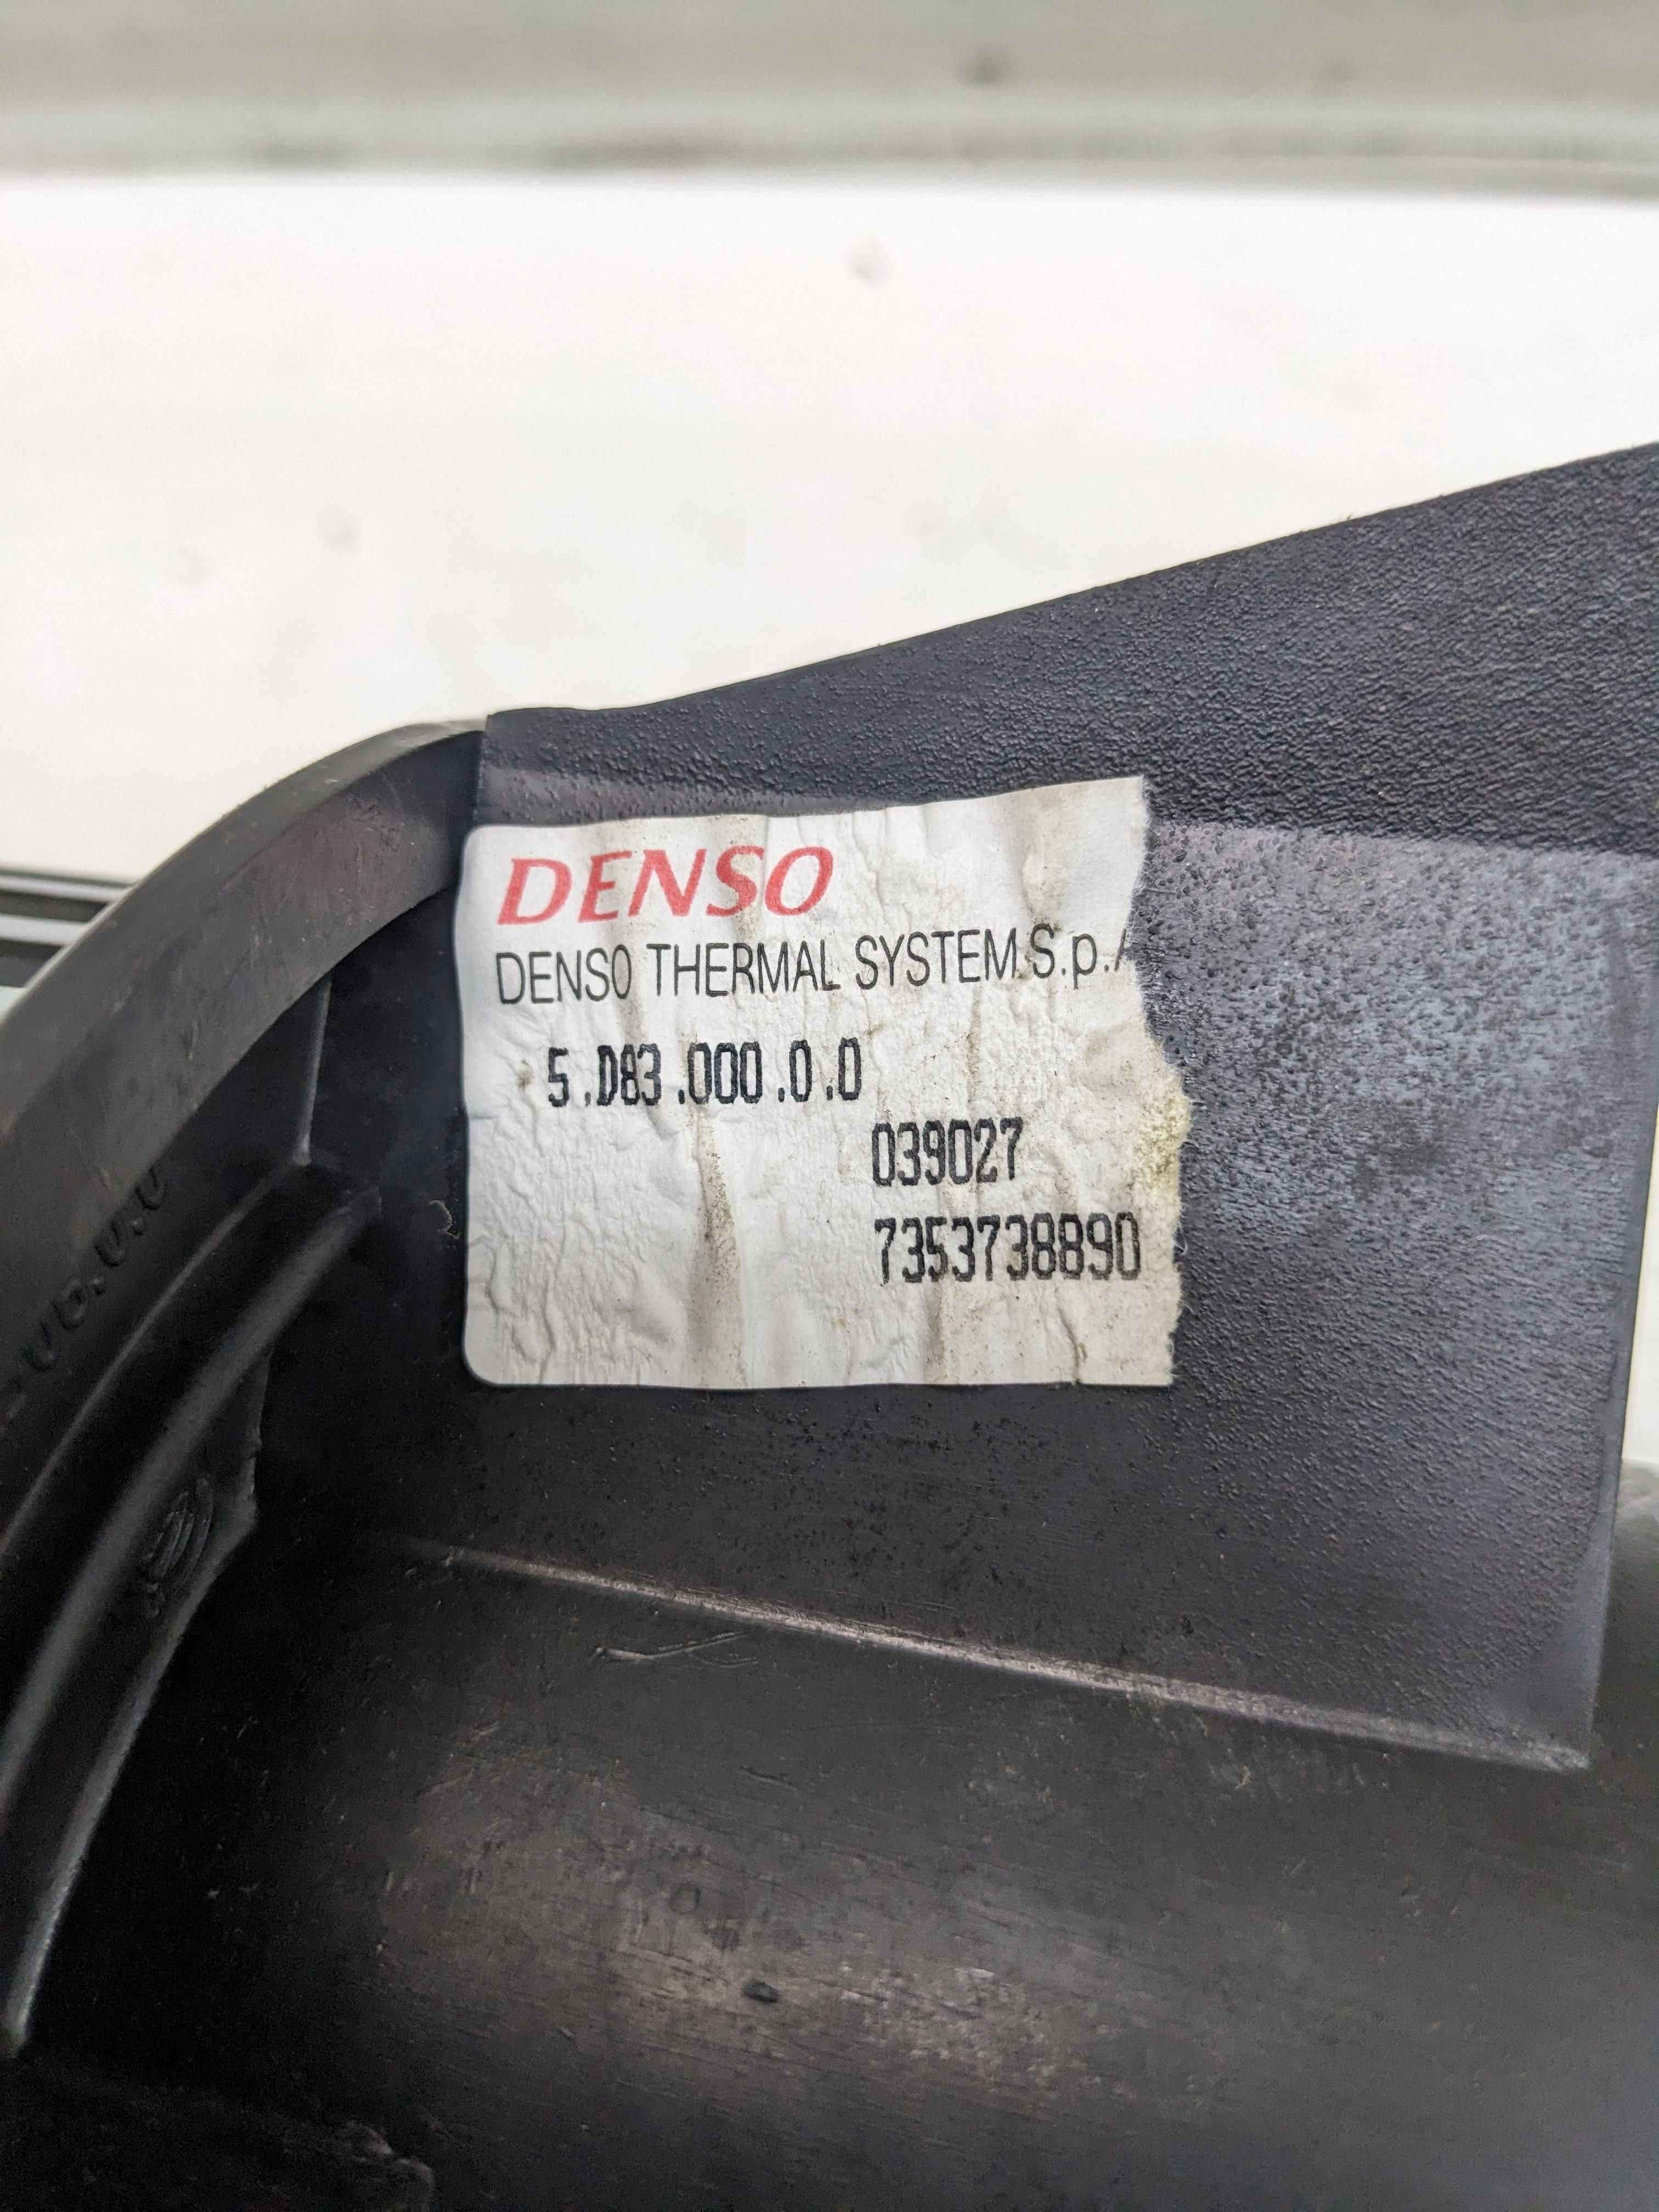 DENSO
DENSO THERMAL SYSTEM.S.p.A
5.D83.000.0.0
039027
7353738890